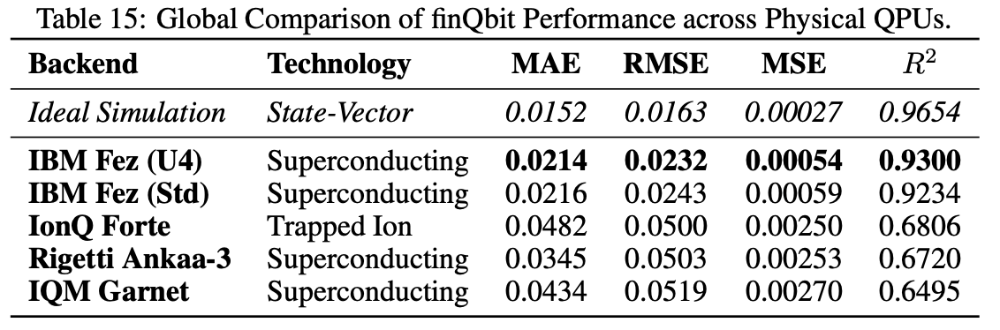 Table 15: Global Comparison of finQbit Performance across Physical QPUs.
Backend Technology MAE RMSE MSE R²
Ideal Simulation State-Vector 0.0152 0.0163 0.00027 0.9654
IBM Fez (U4) Superconducting 0.0214 0.0232 0.00054 0.9300
IBM Fez (Std) Superconducting 0.0216 0.0243 0.00059 0.9234
IonQ Forte Trapped Ion 0.0482 0.0500 0.00250 0.6806
Rigetti Ankaa-3 Superconducting 0.0345 0.0503 0.00253 0.6720
IQM Garnet Superconducting 0.0434 0.0519 0.00270 0.6495